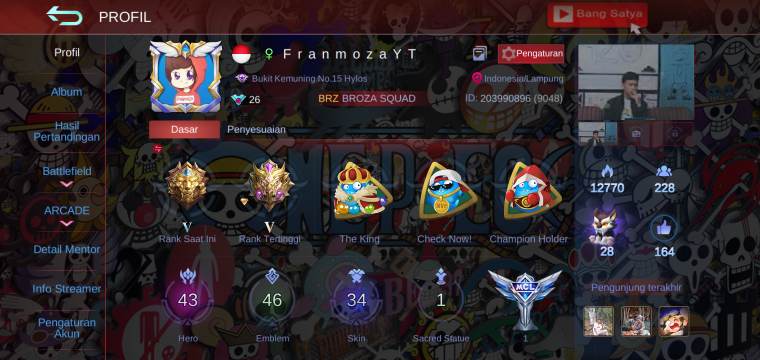 PROFIL
Bang Satya
Profil
Album
Hasil
Pertandingan
Battlefield
ARCADE
Detail Mentor
Info Streamer
Pengaturan
Akun
FranmozaYT
Pengaturan
Bukit Kemuning No.15 Hylos
Indonesia/Lampung
26
BRZ BROZA SQUAD
ID: 203990896 (9048)
Dasar
Penyesuaian
V
V
Rank Saat Ini
Rank Tertinggi
The King
Check Now!
Champion Holder
43
46
34
1
MCL
Hero
Emblem
Skin
Sacred Statue
1
12770
228
28
164
Pengunjung terakhir